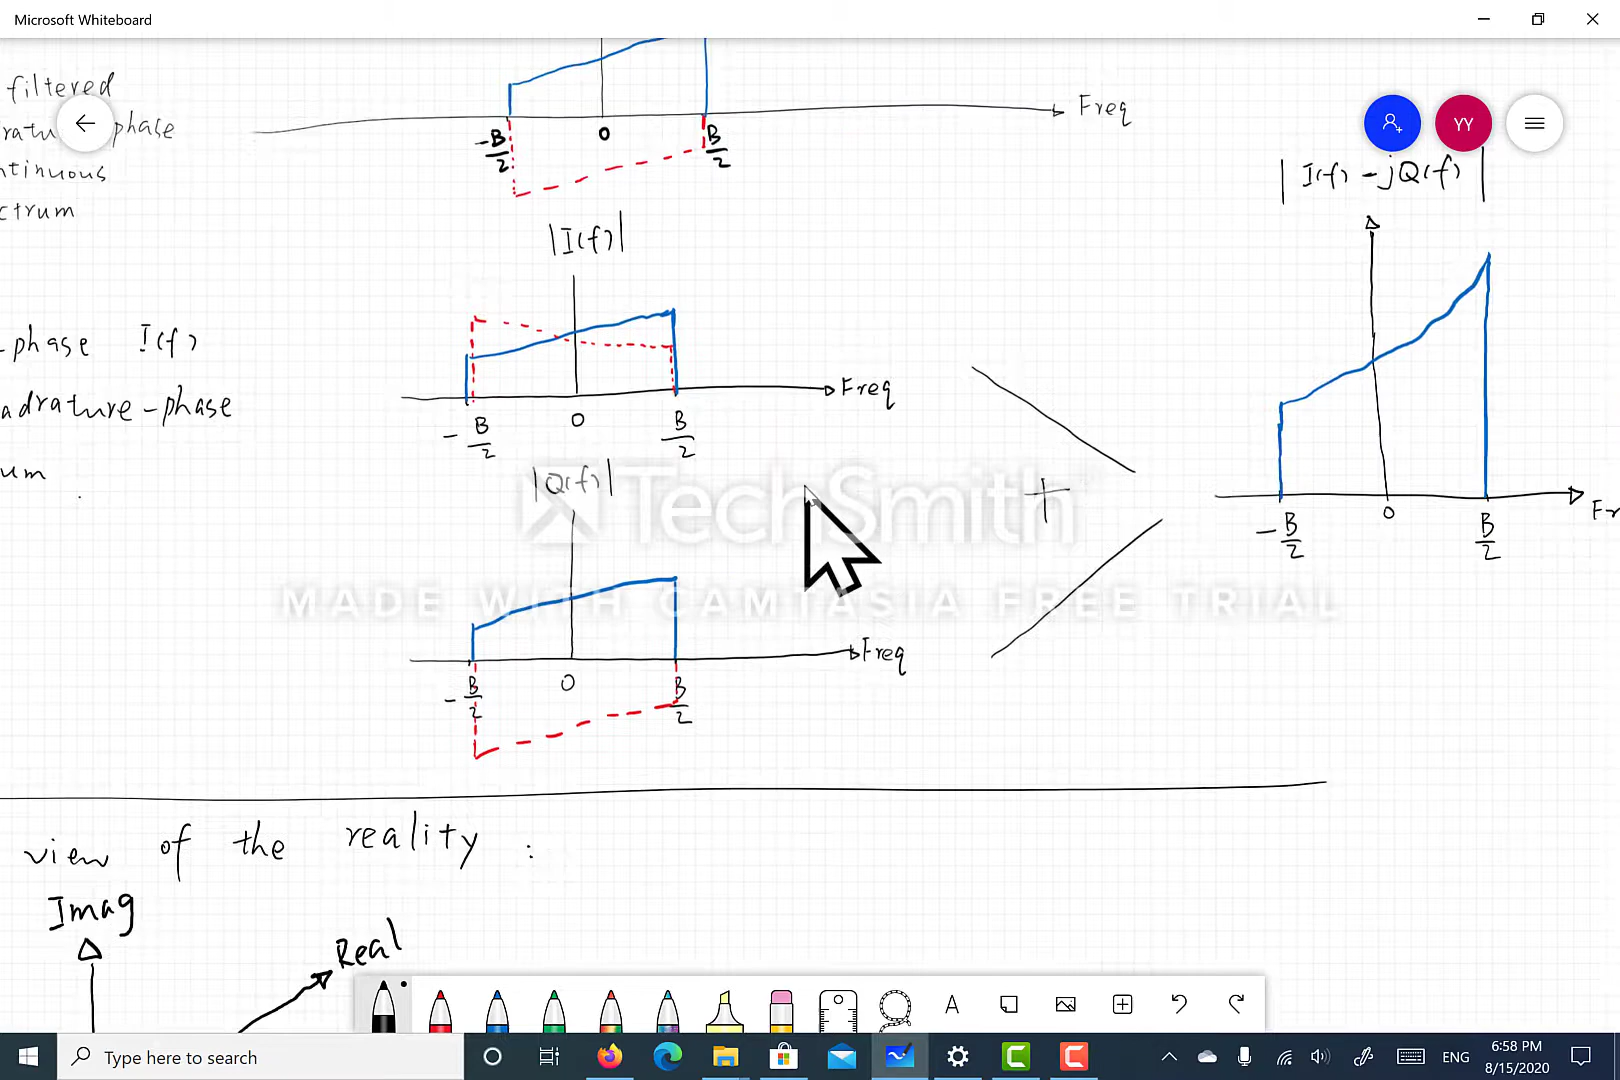 Microsoft Whiteboard
filtered
phase
Freq
-B/2
0
B/2
YY
| I(f) - jQ(f) |
|I(f)|
phase I(f)
Freq
- B/2
0
B/2
adrature-phase
um
|Q(f)|
+
TechSmith
MADE WITH CAMTASIA FREE TRIAL
- B/2
0
B/2
Fr
Freq
- B/2
0
B/2
view of the reality :
Imag
Real
A
Type here to search
ENG
6:58 PM
8/15/2020